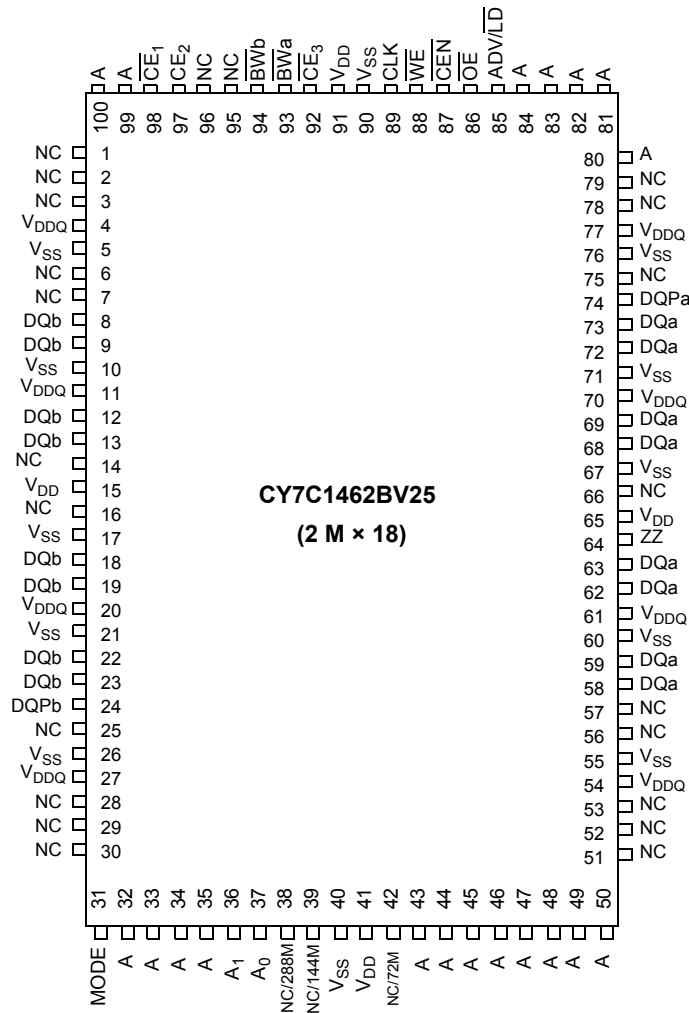 A A CE1 CE2 NC NC BWb BWa CE3 VDD VSS CLK WE CEN OE ADV/LD A A A A
100 99 98 97 96 95 94 93 92 91 90 89 88 87 86 85 84 83 82 81
NC 1
NC 2
NC 3
VDDQ 4
VSS 5
NC 6
NC 7
DQb 8
DQb 9
VSS 10
VDDQ 11
DQb 12
DQb 13
NC 14
VDD 15
NC 16
VSS 17
DQb 18
DQb 19
VDDQ 20
VSS 21
DQb 22
DQb 23
DQPb 24
NC 25
VSS 26
VDDQ 27
NC 28
NC 29
NC 30
CY7C1462BV25
(2 M × 18)
80 A
79 NC
78 NC
77 VDDQ
76 VSS
75 NC
74 DQPa
73 DQa
72 DQa
71 VSS
70 VDDQ
69 DQa
68 DQa
67 VSS
66 NC
65 VDD
64 ZZ
63 DQa
62 DQa
61 VDDQ
60 VSS
59 DQa
58 DQa
57 NC
56 NC
55 VSS
54 VDDQ
53 NC
52 NC
51 NC
31 32 33 34 35 36 37 38 39 40 41 42 43 44 45 46 47 48 49 50
MODE A A A A A1 A0 NC/288M NC/144M VSS VDD NC/72M A A A A A A A A